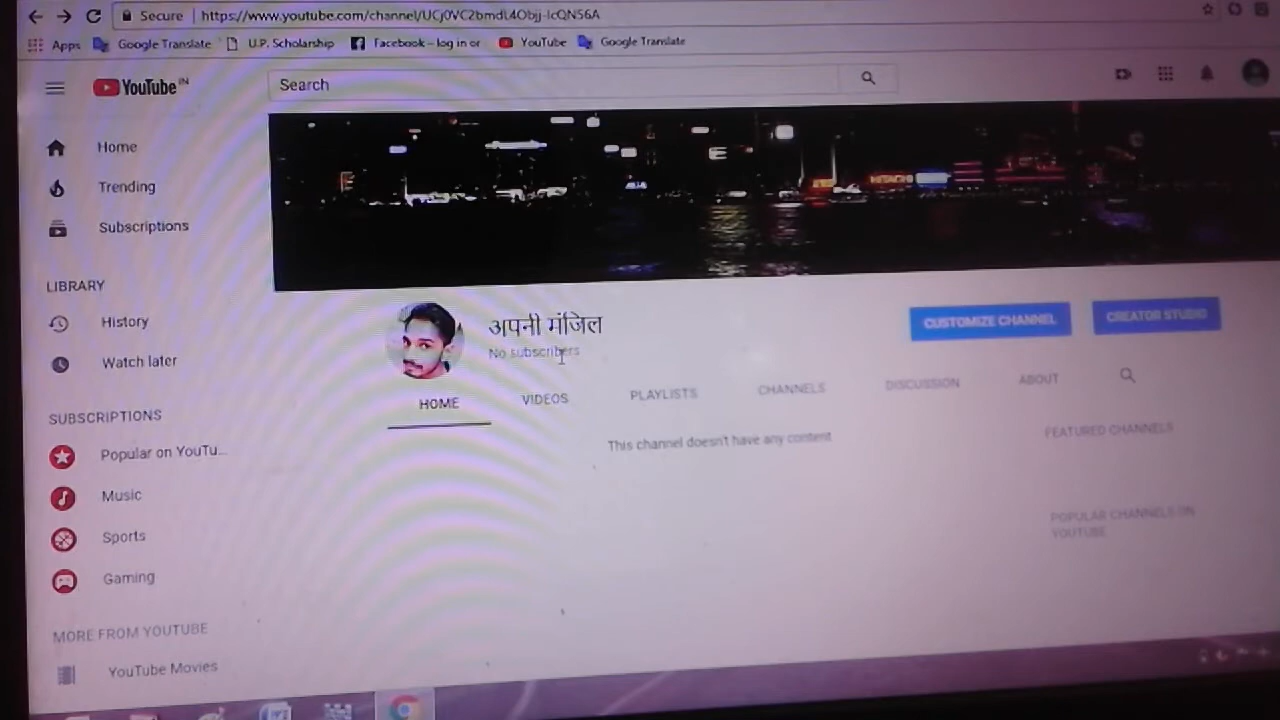 Secure | https://www.youtube.com/channel/
Apps Google Translate U.P. Scholarship Facebook – log in or YouTube Google Translate
YouTube IN
Search
Home
Trending
Subscriptions
LIBRARY
History
Watch later
SUBSCRIPTIONS
Popular on YouTu...
Music
Sports
Gaming
MORE FROM YOUTUBE
YouTube Movies
HITACHI
अपनी मंजिल
No subscribers
CUSTOMIZE CHANNEL CREATOR STUDIO
HOME VIDEOS PLAYLISTS CHANNELS DISCUSSION ABOUT
This channel doesn't have any content
FEATURED CHANNELS
POPULAR CHANNELS ON
YOUTUBE